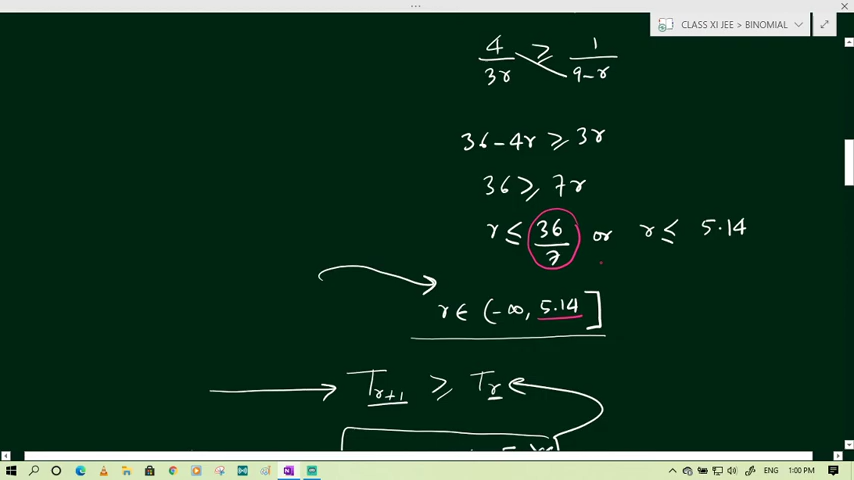 CLASS XI JEE > BINOMIAL
4/3r ≥ 1/9-r
36-4r ≥ 3r
36 ≥ 7r
r ≤ 36/7 or r ≤ 5.14
r ∈ (-∞, 5.14]
T_{r+1} ≥ T_r
ENG 1:00 PM